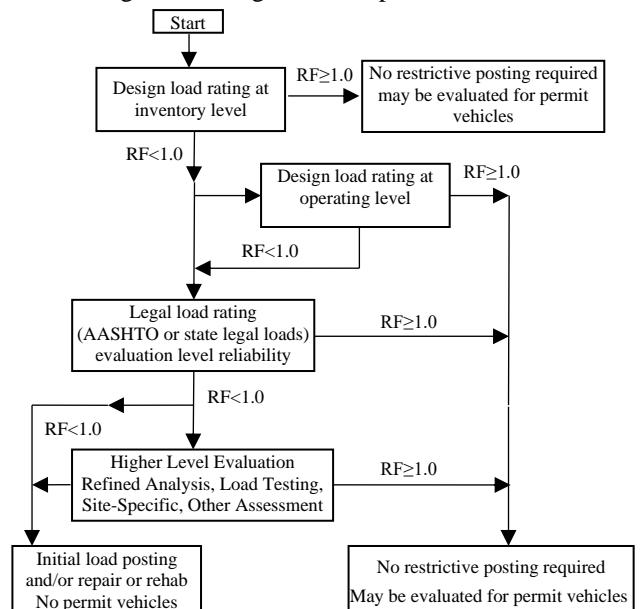 Start
Design load rating at
inventory level
RF≥1.0
No restrictive posting required
may be evaluated for permit
vehicles
RF<1.0
Design load rating at
operating level
RF≥1.0
RF<1.0
Legal load rating
(AASHTO or state legal loads)
evaluation level reliability
RF≥1.0
RF<1.0
RF<1.0
Higher Level Evaluation
Refined Analysis, Load Testing,
Site-Specific, Other Assessment
RF≥1.0
Initial load posting
and/or repair or rehab
No permit vehicles
No restrictive posting required
May be evaluated for permit vehicles